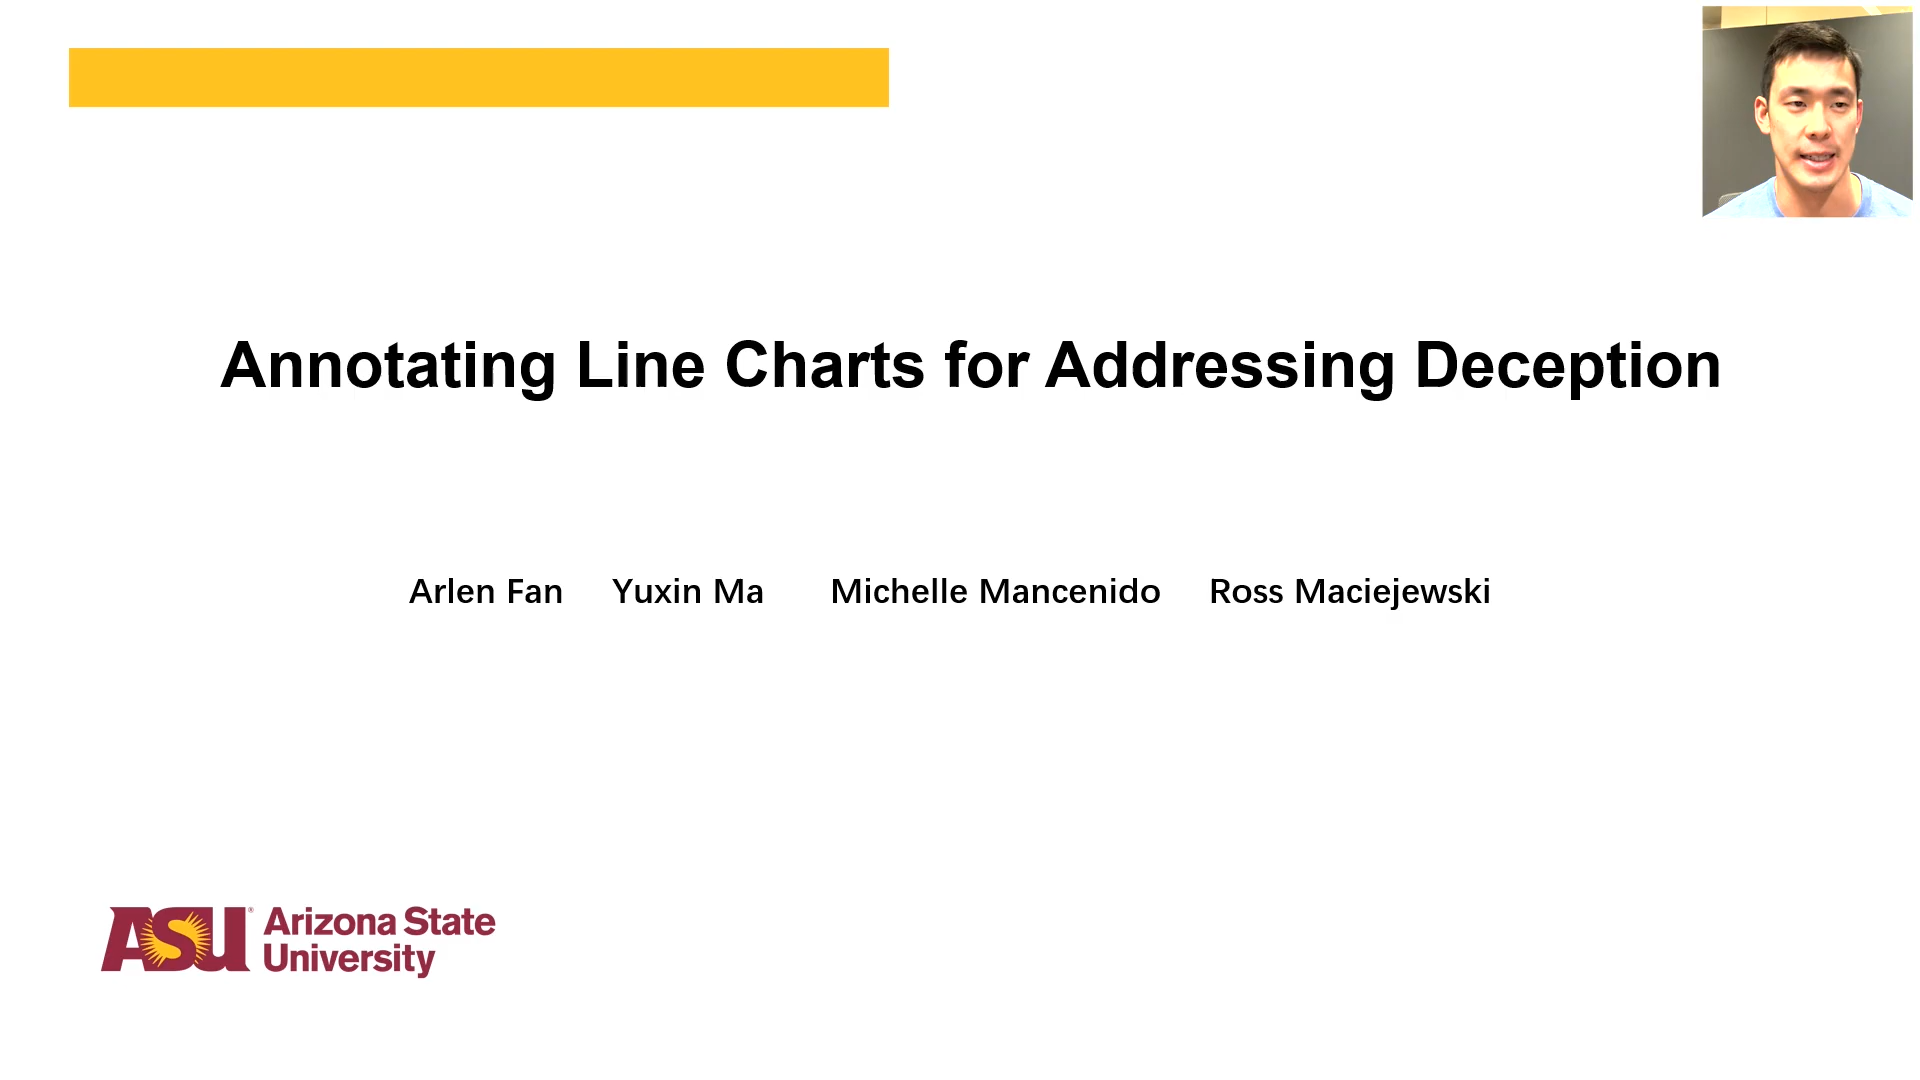 Annotating Line Charts for Addressing Deception
Arlen Fan Yuxin Ma Michelle Mancenido Ross Maciejewski
ASU® Arizona State
University